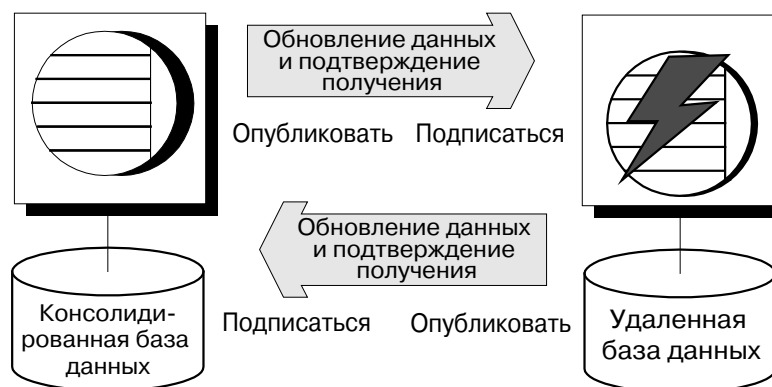 Обновление данных
и подтверждение
получения
Опубликовать Подписаться
Обновление данных
и подтверждение
получения
Подписаться Опубликовать
Консолиди-
рованная база
данных
Удаленная
база данных